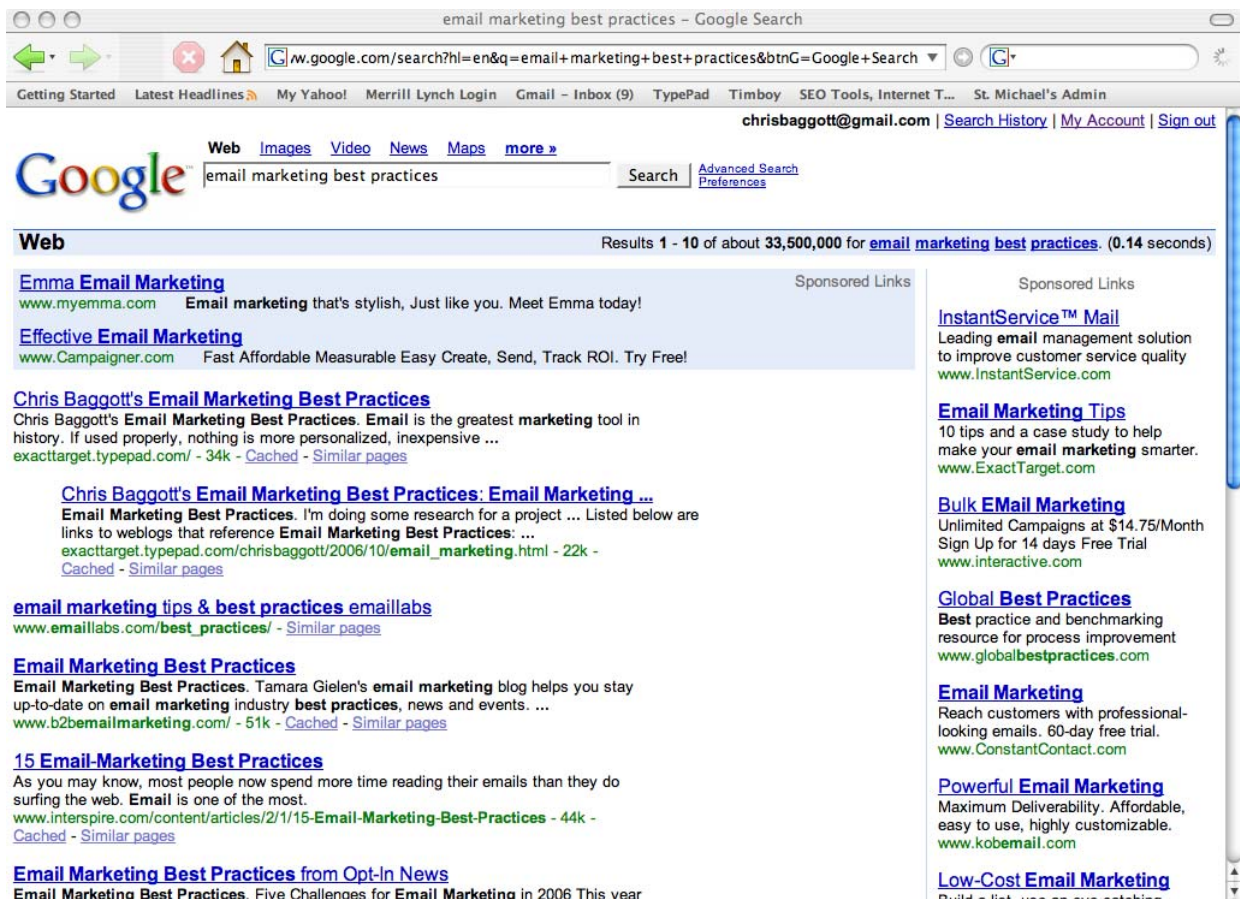 email marketing best practices – Google Search
w.google.com/search?hl=en&q=email+marketing+best+practices&btnG=Google+Search
Getting Started Latest Headlines My Yahoo! Merrill Lynch Login Gmail – Inbox (9) TypePad Timboy SEO Tools, Internet T... St. Michael's Admin
chrisbaggott@gmail.com | Search History | My Account | Sign out
Web Images Video News Maps more »
Google™
email marketing best practices
Search
Advanced Search
Preferences
Web
Results 1 - 10 of about 33,500,000 for email marketing best practices. (0.14 seconds)
Emma Email Marketing
Sponsored Links
www.myemma.com Email marketing that's stylish, Just like you. Meet Emma today!
Effective Email Marketing
www.Campaigner.com Fast Affordable Measurable Easy Create, Send, Track ROI. Try Free!
Chris Baggott's Email Marketing Best Practices
Chris Baggott's Email Marketing Best Practices. Email is the greatest marketing tool in
history. If used properly, nothing is more personalized, inexpensive ...
exacttarget.typepad.com/ - 34k - Cached - Similar pages
Chris Baggott's Email Marketing Best Practices: Email Marketing ...
Email Marketing Best Practices. I'm doing some research for a project ... Listed below are
links to weblogs that reference Email Marketing Best Practices: ...
exacttarget.typepad.com/chrisbaggott/2006/10/email_marketing.html - 22k -
Cached - Similar pages
email marketing tips & best practices emaillabs
www.emaillabs.com/best_practices/ - Similar pages
Email Marketing Best Practices
Email Marketing Best Practices. Tamara Gielen's email marketing blog helps you stay
up-to-date on email marketing industry best practices, news and events. ...
www.b2bemailmarketing.com/ - 51k - Cached - Similar pages
15 Email-Marketing Best Practices
As you may know, most people now spend more time reading their emails than they do
surfing the web. Email is one of the most.
www.interspire.com/content/articles/2/1/15-Email-Marketing-Best-Practices - 44k -
Cached - Similar pages
Email Marketing Best Practices from Opt-In News
Email Marketing Best Practices. Five Challenges for Email Marketing in 2006 This year
Sponsored Links
InstantService™ Mail
Leading email management solution
to improve customer service quality
www.InstantService.com
Email Marketing Tips
10 tips and a case study to help
make your email marketing smarter.
www.ExactTarget.com
Bulk EMail Marketing
Unlimited Campaigns at $14.75/Month
Sign Up for 14 days Free Trial
www.interactive.com
Global Best Practices
Best practice and benchmarking
resource for process improvement
www.globalbestpractices.com
Email Marketing
Reach customers with professional-
looking emails. 60-day free trial.
www.ConstantContact.com
Powerful Email Marketing
Maximum Deliverability. Affordable,
easy to use, highly customizable.
www.kobemail.com
Low-Cost Email Marketing
Build a list, use an eye-catching